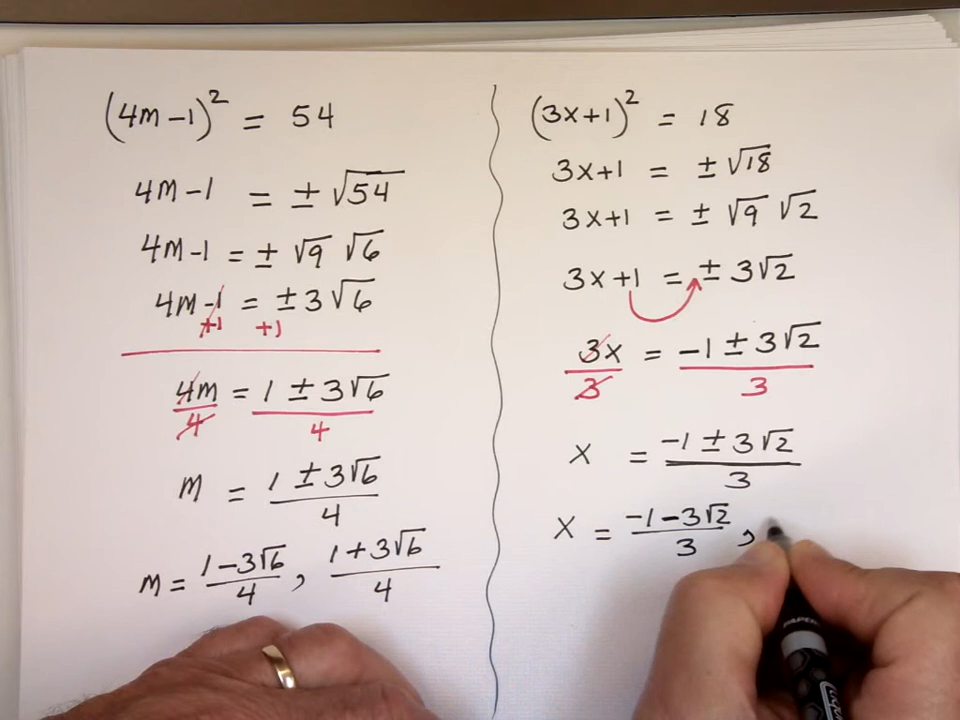 (4m-1)² = 54
4m-1 = ±√54
4m-1 = ± √9 √6
4m-1 = ±3√6
+1 +1
4m = 1 ± 3√6
4 4
m = 1 ± 3√6
4
m = 1-3√6 , 1+3√6
4 4
(3x+1)² = 18
3x+1 = ±√18
3x+1 = ± √9 √2
3x+1 = ± 3√2
3x = -1 ± 3√2
3 3
x = -1 ± 3√2
3
x = -1-3√2 ,
3